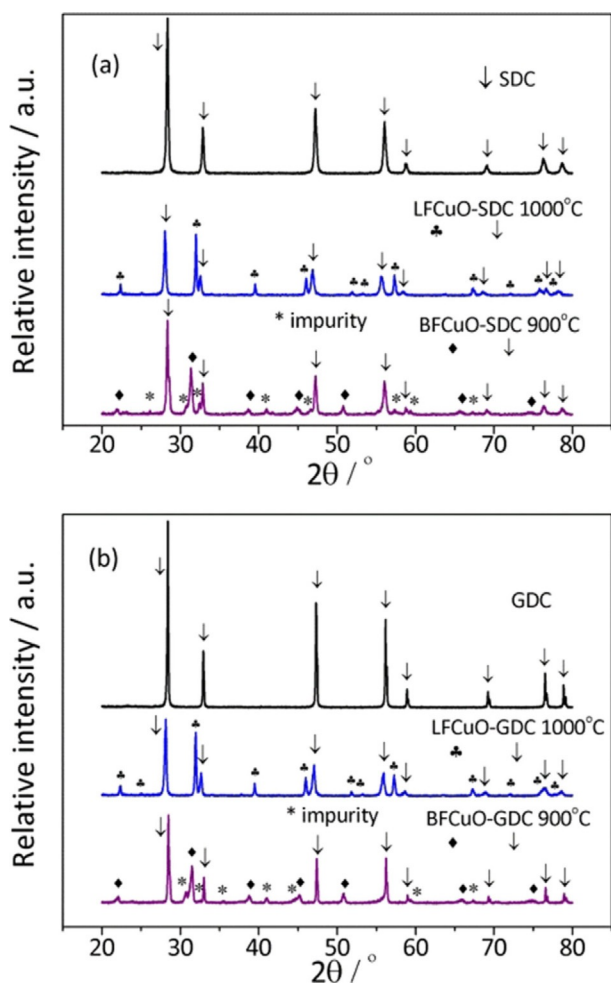 (a)
↓ SDC
LFCuO-SDC 1000°C
♣ ↓
* impurity
BFCuO-SDC 900°C
♦ ↓
Relative intensity / a.u.
20 30 40 50 60 70 80
2θ / °
(b)
GDC
LFCuO-GDC 1000°C
♣ ↓
* impurity
BFCuO-GDC 900°C
♦ ↓
Relative intensity / a.u.
20 30 40 50 60 70 80
2θ / °